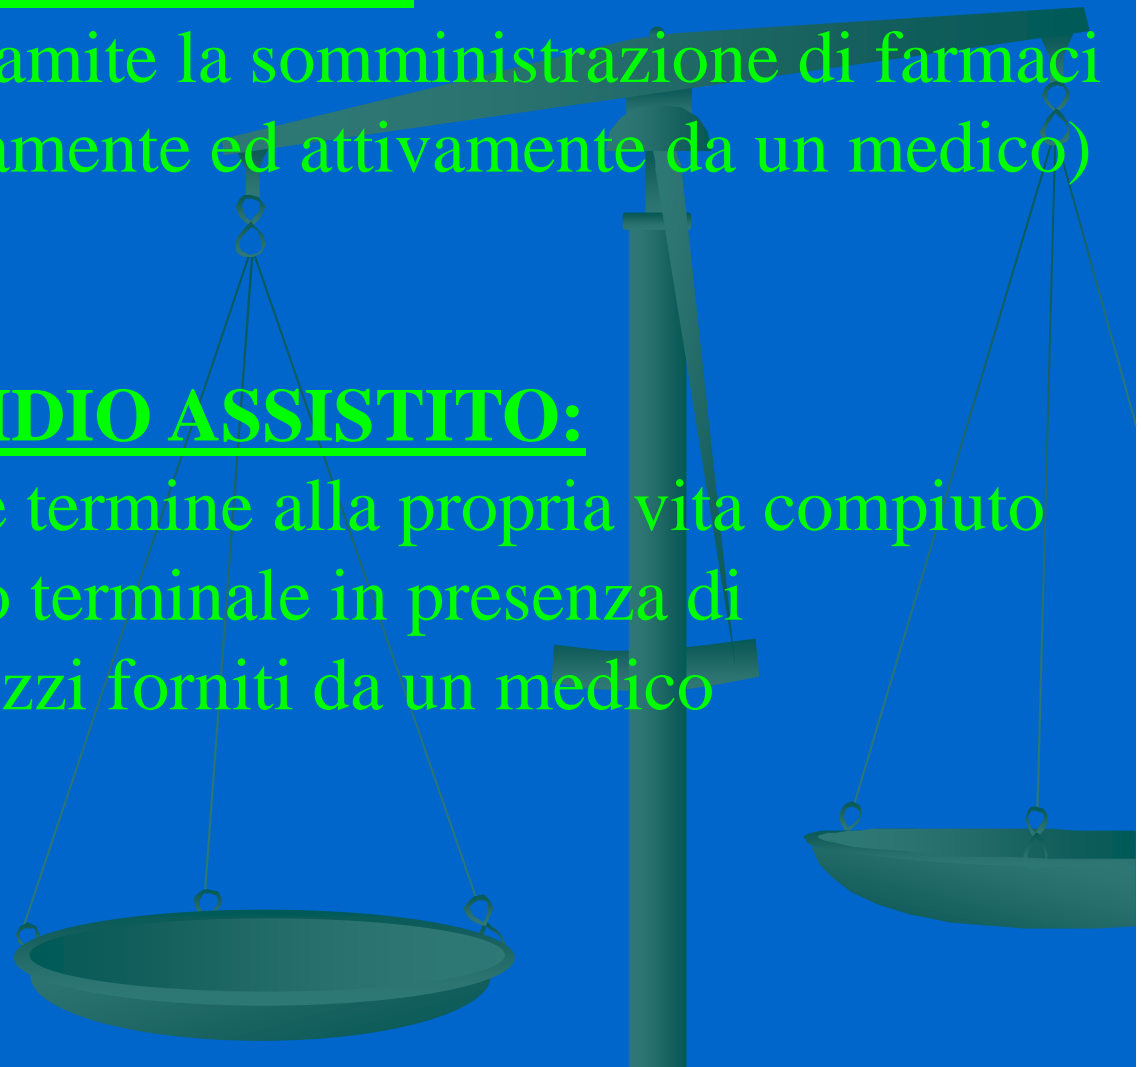 amite la somministrazione di farmaci
amente ed attivamente da un medico)
IDIO ASSISTITO:
termine alla propria vita compiuto
terminale in presenza di
zzi forniti da un medico